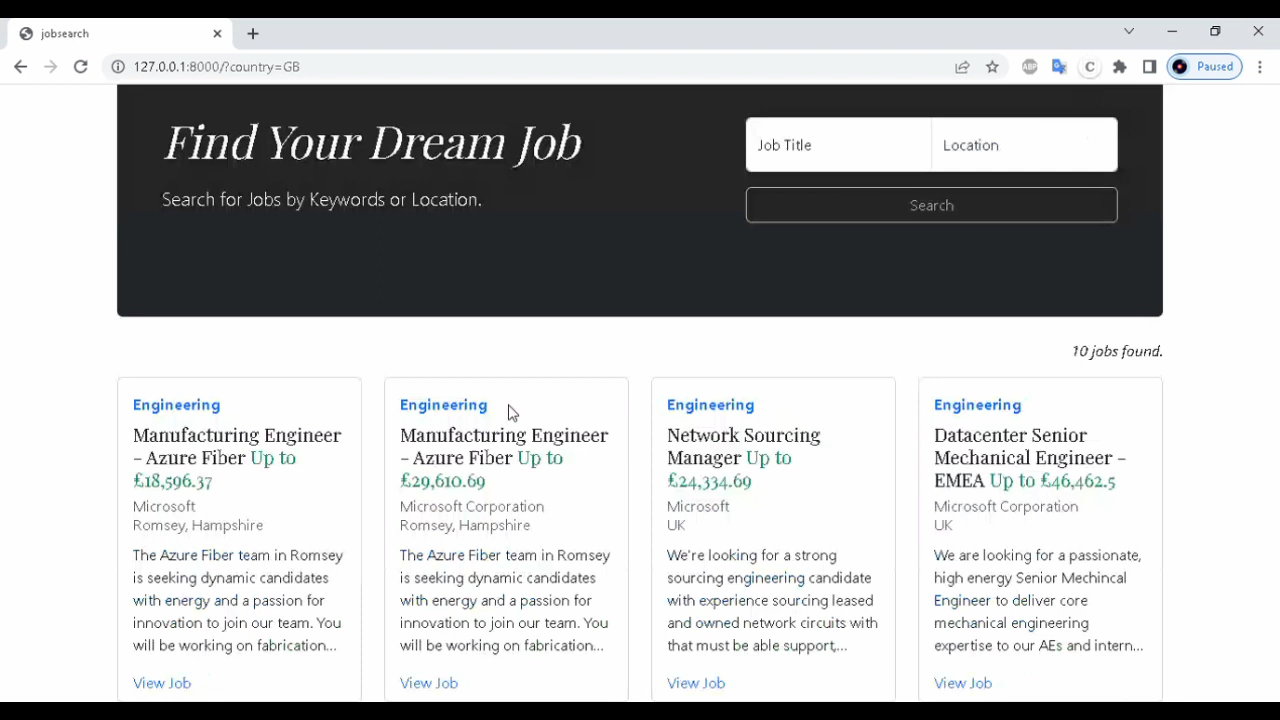 jobsearch
127.0.0.1:8000/?country=GB
ABP
C
Paused
Find Your Dream Job
Search for Jobs by Keywords or Location.
Job Title
Location
Search
10 jobs found.
Engineering
Manufacturing Engineer
– Azure Fiber Up to
£18,596.37
Microsoft
Romsey, Hampshire
The Azure Fiber team in Romsey
is seeking dynamic candidates
with energy and a passion for
innovation to join our team. You
will be working on fabrication...
View Job
Engineering
Manufacturing Engineer
– Azure Fiber Up to
£29,610.69
Microsoft Corporation
Romsey, Hampshire
The Azure Fiber team in Romsey
is seeking dynamic candidates
with energy and a passion for
innovation to join our team. You
will be working on fabrication...
View Job
Engineering
Network Sourcing
Manager Up to
£24,334.69
Microsoft
UK
We're looking for a strong
sourcing engineering candidate
with experience sourcing leased
and owned network circuits with
that must be able support,...
View Job
Engineering
Datacenter Senior
Mechanical Engineer –
EMEA Up to £46,462.5
Microsoft Corporation
UK
We are looking for a passionate,
high energy Senior Mechincal
Engineer to deliver core
mechanical engineering
expertise to our AEs and intern...
View Job